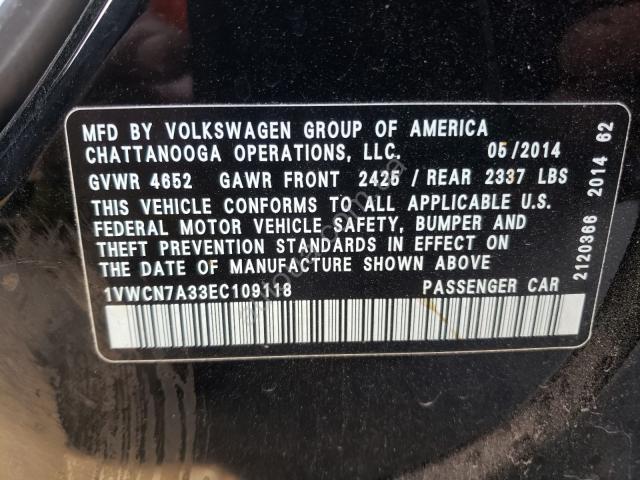 MFD BY VOLKSWAGEN GROUP OF AMERICA
CHATTANOOGA OPERATIONS, LLC. 05/2014
GVWR 4652 GAWR FRONT 2425 / REAR 2337 LBS
THIS VEHICLE CONFORMS TO ALL APPLICABLE U.S.
FEDERAL MOTOR VEHICLE SAFETY, BUMPER AND
THEFT PREVENTION STANDARDS IN EFFECT ON
THE DATE OF MANUFACTURE SHOWN ABOVE
1VWCN7A33EC109118 PASSENGER CAR
2120366 2014 62